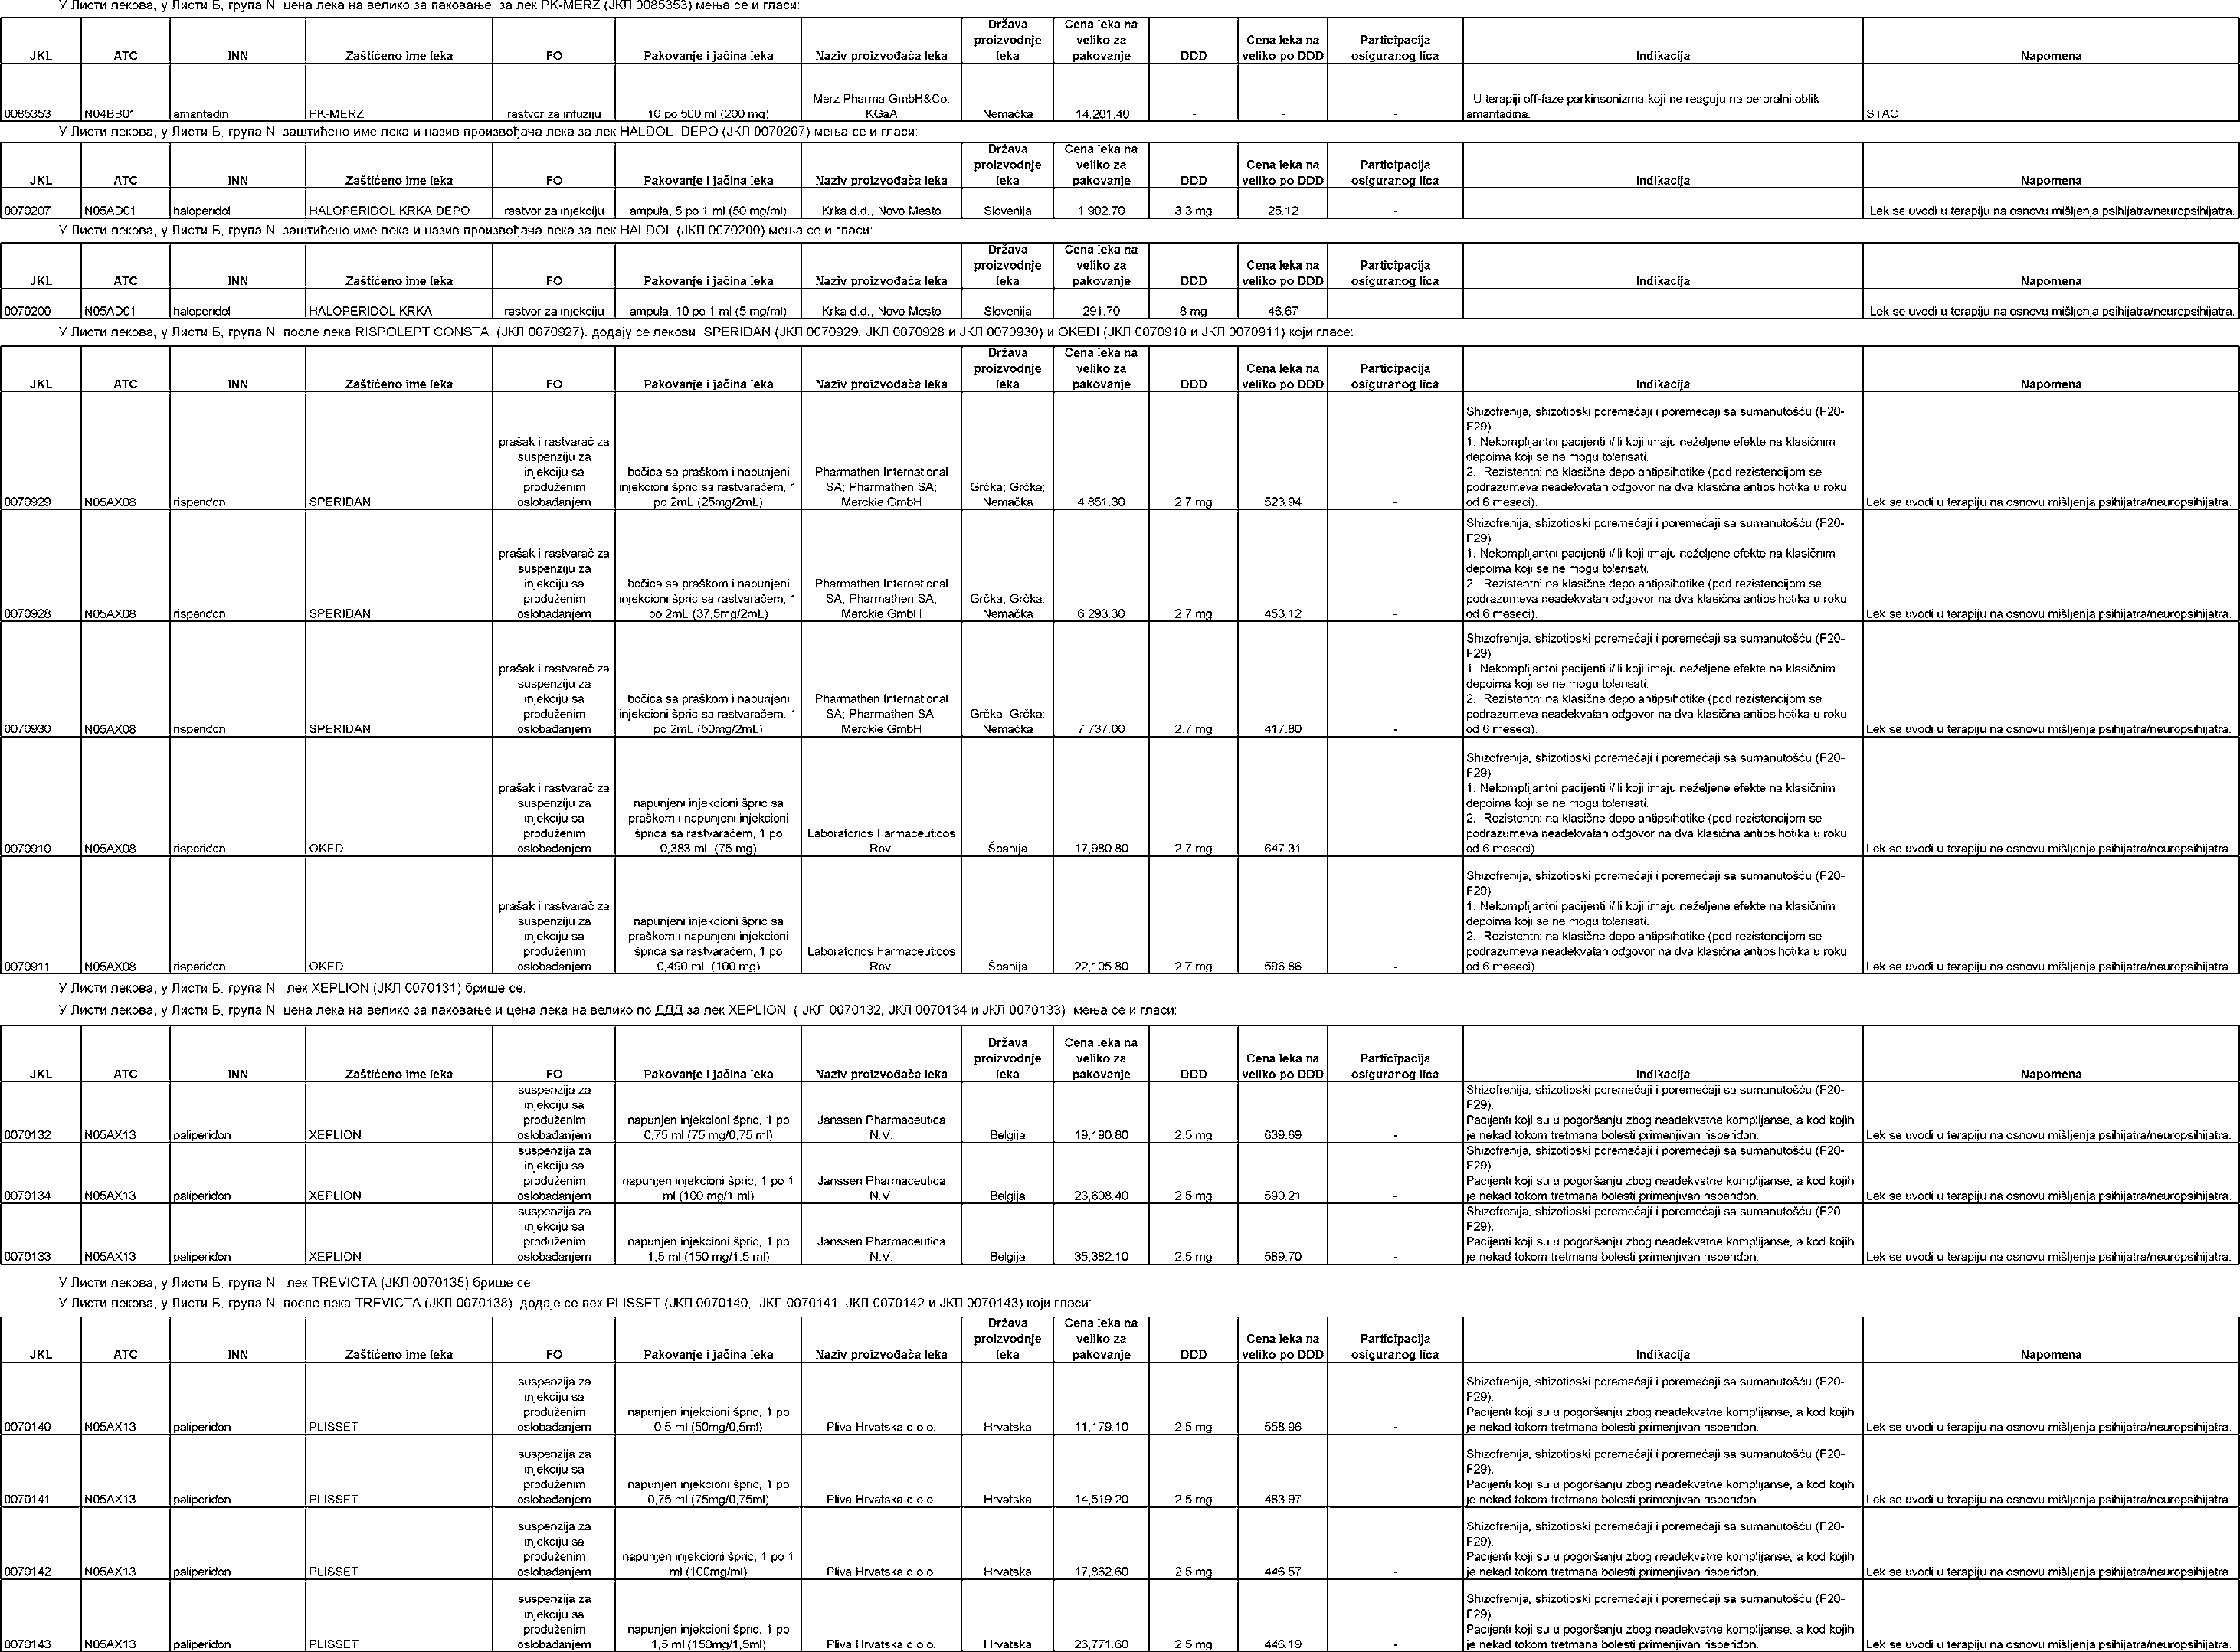 У Листи лекова, у Листи Б, група N, цена лека на велико за паковање за лек PK-MERZ (ЈКЛ 0085353) мења се и гласи:
JKL ATC INN Zaštićeno ime leka FO Pakovanje i jačina leka Naziv proizvođača leka Država proizvodnje leka Cena leka na veliko za pakovanje DDD Cena leka na veliko po DDD Participacija osiguranog lica Indikacija Napomena
0085353 N04BB01 amantadin PK-MERZ rastvor za infuziju 10 po 500 ml (200 mg) Merz Pharma GmbH&Co. KGaA Nemačka 14,201.40 - - - U terapiji off-faze parkinsonizma koji ne reaguju na peroralni oblik amantadina. STAC
У Листи лекова, у Листи Б, група N, заштићено име лека и назив произвођача лека за лек HALDOL DEPO (ЈКЛ 0070207) мења се и гласи:
JKL ATC INN Zaštićeno ime leka FO Pakovanje i jačina leka Naziv proizvođača leka Država proizvodnje leka Cena leka na veliko za pakovanje DDD Cena leka na veliko po DDD Participacija osiguranog lica Indikacija Napomena
0070207 N05AD01 haloperidol HALOPERIDOL KRKA DEPO rastvor za injekciju ampula, 5 po 1 ml (50 mg/ml) Krka d.d., Novo Mesto Slovenija 1,902.70 3.3 mg 25.12 - Lek se uvodi u terapiju na osnovu mišljenja psihijatra/neuropsihijatra.
У Листи лекова, у Листи Б, група N, заштићено име лека и назив произвођача лека за лек HALDOL (ЈКЛ 0070200) мења се и гласи:
JKL ATC INN Zaštićeno ime leka FO Pakovanje i jačina leka Naziv proizvođača leka Država proizvodnje leka Cena leka na veliko za pakovanje DDD Cena leka na veliko po DDD Participacija osiguranog lica Indikacija Napomena
0070200 N05AD01 haloperidol HALOPERIDOL KRKA rastvor za injekciju ampula, 10 po 1 ml (5 mg/ml) Krka d.d., Novo Mesto Slovenija 291.70 8 mg 46.67 - Lek se uvodi u terapiju na osnovu mišljenja psihijatra/neuropsihijatra.
У Листи лекова, у Листи Б, група N, после лека RISPOLEPT CONSTA (ЈКЛ 0070927), додају се лекови SPERIDAN (ЈКЛ 0070929, ЈКЛ 0070928 и ЈКЛ 0070930) и OKEDI (ЈКЛ 0070910 и ЈКЛ 0070911) који гласе:
JKL ATC INN Zaštićeno ime leka FO Pakovanje i jačina leka Naziv proizvođača leka Država proizvodnje leka Cena leka na veliko za pakovanje DDD Cena leka na veliko po DDD Participacija osiguranog lica Indikacija Napomena
0070929 N05AX08 risperidon SPERIDAN prašak i rastvarač za suspenziju za injekciju sa produženim oslobađanjem bočica sa praškom i napunjeni injekcioni špric sa rastvaračem, 1 po 2mL (25mg/2mL) Pharmathen International SA; Pharmathen SA; Merckle GmbH Grčka; Grčka; Nemačka 4,851.30 2.7 mg 523.94 - Shizofrenija, shizotipski poremećaji i poremećaji sa sumanutošću (F20-F29) 1. Nekomplijantni pacijenti i/ili koji imaju neželjene efekte na klasičnim depoima koji se ne mogu tolerisati. 2. Rezistentni na klasične depo antipsihotike (pod rezistencijom se podrazumeva neadekvatan odgovor na dva klasična antipsihotika u roku od 6 meseci). Lek se uvodi u terapiju na osnovu mišljenja psihijatra/neuropsihijatra.
0070928 N05AX08 risperidon SPERIDAN prašak i rastvarač za suspenziju za injekciju sa produženim oslobađanjem bočica sa praškom i napunjeni injekcioni špric sa rastvaračem, 1 po 2mL (37,5mg/2mL) Pharmathen International SA; Pharmathen SA; Merckle GmbH Grčka; Grčka; Nemačka 6,293.30 2.7 mg 453.12 - Shizofrenija, shizotipski poremećaji i poremećaji sa sumanutošću (F20-F29) 1. Nekomplijantni pacijenti i/ili koji imaju neželjene efekte na klasičnim depoima koji se ne mogu tolerisati. 2. Rezistentni na klasične depo antipsihotike (pod rezistencijom se podrazumeva neadekvatan odgovor na dva klasična antipsihotika u roku od 6 meseci). Lek se uvodi u terapiju na osnovu mišljenja psihijatra/neuropsihijatra.
0070930 N05AX08 risperidon SPERIDAN prašak i rastvarač za suspenziju za injekciju sa produženim oslobađanjem bočica sa praškom i napunjeni injekcioni špric sa rastvaračem, 1 po 2mL (50mg/2mL) Pharmathen International SA; Pharmathen SA; Merckle GmbH Grčka; Grčka; Nemačka 7,737.00 2.7 mg 417.80 - Shizofrenija, shizotipski poremećaji i poremećaji sa sumanutošću (F20-F29) 1. Nekomplijantni pacijenti i/ili koji imaju neželjene efekte na klasičnim depoima koji se ne mogu tolerisati. 2. Rezistentni na klasične depo antipsihotike (pod rezistencijom se podrazumeva neadekvatan odgovor na dva klasična antipsihotika u roku od 6 meseci). Lek se uvodi u terapiju na osnovu mišljenja psihijatra/neuropsihijatra.
0070910 N05AX08 risperidon OKEDI prašak i rastvarač za suspenziju za injekciju sa produženim oslobađanjem napunjeni injekcioni špric sa praškom i napunjeni injekcioni šprica sa rastvaračem, 1 po 0,383 mL (75 mg) Laboratorios Farmaceuticos Rovi Španija 17,980.80 2.7 mg 647.31 - Shizofrenija, shizotipski poremećaji i poremećaji sa sumanutošću (F20-F29) 1. Nekomplijantni pacijenti i/ili koji imaju neželjene efekte na klasičnim depoima koji se ne mogu tolerisati. 2. Rezistentni na klasične depo antipsihotike (pod rezistencijom se podrazumeva neadekvatan odgovor na dva klasična antipsihotika u roku od 6 meseci). Lek se uvodi u terapiju na osnovu mišljenja psihijatra/neuropsihijatra.
0070911 N05AX08 risperidon OKEDI prašak i rastvarač za suspenziju za injekciju sa produženim oslobađanjem napunjeni injekcioni špric sa praškom i napunjeni injekcioni šprica sa rastvaračem, 1 po 0,490 mL (100 mg) Laboratorios Farmaceuticos Rovi Španija 22,105.80 2.7 mg 596.86 - Shizofrenija, shizotipski poremećaji i poremećaji sa sumanutošću (F20-F29) 1. Nekomplijantni pacijenti i/ili koji imaju neželjene efekte na klasičnim depoima koji se ne mogu tolerisati. 2. Rezistentni na klasične depo antipsihotike (pod rezistencijom se podrazumeva neadekvatan odgovor na dva klasična antipsihotika u roku od 6 meseci). Lek se uvodi u terapiju na osnovu mišljenja psihijatra/neuropsihijatra.
У Листи лекова, у Листи Б, група N, лек XEPLION (ЈКЛ 0070131) брише се.
У Листи лекова, у Листи Б, група N, цена лека на велико за паковање и цена лека на велико по ДДД за лек XEPLION ( ЈКЛ 0070132, ЈКЛ 0070134 и ЈКЛ 0070133) мења се и гласи:
JKL ATC INN Zaštićeno ime leka FO Pakovanje i jačina leka Naziv proizvođača leka Država proizvodnje leka Cena leka na veliko za pakovanje DDD Cena leka na veliko po DDD Participacija osiguranog lica Indikacija Napomena
0070132 N05AX13 paliperidon XEPLION suspenzija za injekciju sa produženim oslobađanjem napunjen injekcioni špric, 1 po 0,75 ml (75 mg/0,75 ml) Janssen Pharmaceutica N.V. Belgija 19,190.80 2.5 mg 639.69 - Shizofrenija, shizotipski poremećaji i poremećaji sa sumanutošću (F20-F29). Pacijenti koji su u pogoršanju zbog neadekvatne komplijanse, a kod kojih je nekad tokom tretmana bolesti primenjivan risperidon. Lek se uvodi u terapiju na osnovu mišljenja psihijatra/neuropsihijatra.
0070134 N05AX13 paliperidon XEPLION suspenzija za injekciju sa produženim oslobađanjem napunjen injekcioni špric, 1 po 1 ml (100 mg/1 ml) Janssen Pharmaceutica N.V Belgija 23,608.40 2.5 mg 590.21 - Shizofrenija, shizotipski poremećaji i poremećaji sa sumanutošću (F20-F29). Pacijenti koji su u pogoršanju zbog neadekvatne komplijanse, a kod kojih je nekad tokom tretmana bolesti primenjivan risperidon. Lek se uvodi u terapiju na osnovu mišljenja psihijatra/neuropsihijatra.
0070133 N05AX13 paliperidon XEPLION suspenzija za injekciju sa produženim oslobađanjem napunjen injekcioni špric, 1 po 1,5 ml (150 mg/1,5 ml) Janssen Pharmaceutica N.V. Belgija 35,382.10 2.5 mg 589.70 - Shizofrenija, shizotipski poremećaji i poremećaji sa sumanutošću (F20-F29). Pacijenti koji su u pogoršanju zbog neadekvatne komplijanse, a kod kojih je nekad tokom tretmana bolesti primenjivan risperidon. Lek se uvodi u terapiju na osnovu mišljenja psihijatra/neuropsihijatra.
У Листи лекова, у Листи Б, група N, лек TREVICTA (ЈКЛ 0070135) брише се.
У Листи лекова, у Листи Б, група N, после лека TREVICTA (ЈКЛ 0070138), додаје се лек PLISSET (ЈКЛ 0070140, ЈКЛ 0070141, ЈКЛ 0070142 и ЈКЛ 0070143) који гласи:
JKL ATC INN Zaštićeno ime leka FO Pakovanje i jačina leka Naziv proizvođača leka Država proizvodnje leka Cena leka na veliko za pakovanje DDD Cena leka na veliko po DDD Participacija osiguranog lica Indikacija Napomena
0070140 N05AX13 paliperidon PLISSET suspenzija za injekciju sa produženim oslobađanjem napunjen injekcioni špric, 1 po 0,5 ml (50mg/0,5ml) Pliva Hrvatska d.o.o. Hrvatska 11,179.10 2.5 mg 558.96 - Shizofrenija, shizotipski poremećaji i poremećaji sa sumanutošću (F20-F29). Pacijenti koji su u pogoršanju zbog neadekvatne komplijanse, a kod kojih je nekad tokom tretmana bolesti primenjivan risperidon. Lek se uvodi u terapiju na osnovu mišljenja psihijatra/neuropsihijatra.
0070141 N05AX13 paliperidon PLISSET suspenzija za injekciju sa produženim oslobađanjem napunjen injekcioni špric, 1 po 0,75 ml (75mg/0,75ml) Pliva Hrvatska d.o.o. Hrvatska 14,519.20 2.5 mg 483.97 - Shizofrenija, shizotipski poremećaji i poremećaji sa sumanutošću (F20-F29). Pacijenti koji su u pogoršanju zbog neadekvatne komplijanse, a kod kojih je nekad tokom tretmana bolesti primenjivan risperidon. Lek se uvodi u terapiju na osnovu mišljenja psihijatra/neuropsihijatra.
0070142 N05AX13 paliperidon PLISSET suspenzija za injekciju sa produženim oslobađanjem napunjen injekcioni špric, 1 po 1 ml (100mg/ml) Pliva Hrvatska d.o.o. Hrvatska 17,862.60 2.5 mg 446.57 - Shizofrenija, shizotipski poremećaji i poremećaji sa sumanutošću (F20-F29). Pacijenti koji su u pogoršanju zbog neadekvatne komplijanse, a kod kojih je nekad tokom tretmana bolesti primenjivan risperidon. Lek se uvodi u terapiju na osnovu mišljenja psihijatra/neuropsihijatra.
0070143 N05AX13 paliperidon PLISSET suspenzija za injekciju sa produženim oslobađanjem napunjen injekcioni špric, 1 po 1,5 ml (150mg/1,5ml) Pliva Hrvatska d.o.o. Hrvatska 26,771.60 2.5 mg 446.19 - Shizofrenija, shizotipski poremećaji i poremećaji sa sumanutošću (F20-F29). Pacijenti koji su u pogoršanju zbog neadekvatne komplijanse, a kod kojih je nekad tokom tretmana bolesti primenjivan risperidon. Lek se uvodi u terapiju na osnovu mišljenja psihijatra/neuropsihijatra.